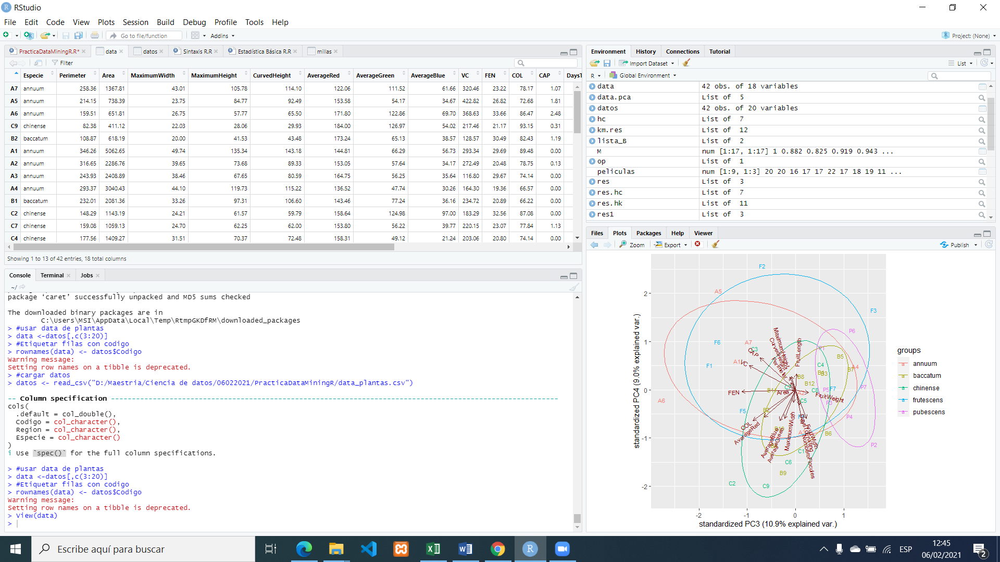 RStudio
File Edit Code View Plots Session Build Debug Profile Tools Help
Go to file/function Addins Project: (None)
PracticaDataMiningR.R* data datos Sintaxis R.R Estadística Básica R.R millas
Filter
Especie Perimeter Area MaximumWidth MaximumHeight CurvedHeight AverageRed AverageGreen AverageBlue VC FEN COL CAP DaysT
A7 annuum 258.36 1367.81 43.01 105.78 114.10 122.06 111.52 61.66 320.46 23.22 78.17 1.07
A5 annuum 214.15 738.39 23.75 84.77 92.49 153.58 54.17 34.67 422.82 26.82 72.68 1.81
A6 annuum 159.51 651.81 26.75 57.77 65.50 171.80 122.86 69.70 368.63 33.66 86.47 2.48
C9 chinense 82.38 411.12 22.03 28.06 29.93 184.00 126.97 54.02 217.46 21.17 93.15 0.31
B2 baccatum 108.87 618.19 20.00 41.53 43.48 173.24 65.13 38.57 128.57 30.49 82.43 1.19
A1 annuum 346.26 5062.65 49.74 135.34 143.18 144.81 66.29 56.73 293.34 29.69 89.48 0.00
A2 annuum 316.65 2286.76 39.65 73.68 89.33 153.05 57.64 34.17 272.49 20.48 78.75 0.13
A3 annuum 243.93 2408.89 38.46 67.65 80.59 164.75 56.25 35.64 116.80 29.67 74.14 0.00
A4 annuum 293.37 3040.43 44.10 119.73 115.22 136.52 47.74 30.26 164.30 19.36 66.57 0.00
B1 baccatum 232.01 2081.36 33.26 97.31 106.60 143.46 77.24 36.16 234.72 20.89 66.22 0.00
C2 chinense 148.29 1143.19 24.21 61.57 59.79 158.64 124.98 97.00 183.29 32.56 87.08 0.00
C7 chinense 159.08 1059.13 24.70 62.25 62.00 153.80 56.22 39.77 220.15 23.07 77.84 1.13
C4 chinense 177.56 1409.27 31.51 70.37 72.48 158.31 49.12 21.24 203.06 20.80 74.14 0.00
Showing 1 to 13 of 42 entries, 18 total columns
Console Terminal Jobs
~/
package ‘caret’ successfully unpacked and MD5 sums checked
The downloaded binary packages are in
C:\Users\MSI\AppData\Local\Temp\RtmpGKDfRM\downloaded_packages
> #usar data de plantas
> data <-datos[,c(3:20)]
> #Etiquetar filas con codigo
> rownames(data) <- datos$Codigo
Warning message:
Setting row names on a tibble is deprecated.
> #cargar datos
> datos <- read_csv("D:/Maestria/Ciencia de datos/06022021/PracticaDataMiningR/data_plantas.csv")
-- Column specification --------------------------------------------------
cols(
.default = col_double(),
Codigo = col_character(),
Region = col_character(),
Especie = col_character()
)
i Use `spec()` for the full column specifications.
> #usar data de plantas
> data <-datos[,c(3:20)]
> #Etiquetar filas con codigo
> rownames(data) <- datos$Codigo
Warning message:
Setting row names on a tibble is deprecated.
> View(data)
>
Environment History Connections Tutorial
Import Dataset List
R Global Environment
data 42 obs. of 18 variables
data.pca List of 5
datos 42 obs. of 20 variables
hc List of 7
km.res List of 12
lista_B List of 2
M num [1:17, 1:17] 1 0.882 0.825 0.919 0.943 ...
op List of 1
peliculas num [1:9, 1:3] 20 20 16 17 17 22 17 18 19 11 ...
res List of 3
res.hc List of 7
res.hk List of 11
res1 List of 3
Files Plots Packages Help Viewer
Zoom Export Publish
standardized PC4 (9.0% explained var.)
2
1
0
-1
-2
F2
A5
F3
P6
F6 A7 C3
MaximumHeight
CurvedHeight
Perimeter
FruitLength
CAP
VC
A1
F1
P1
B5
C4
B3
B7
A4
B8
B12
FEN
Area
A2
C8
P5
F7
P7
A6
C5
FruitWeight
P3
F5
P4
COL
AverageRed
AverageBlue
AverageGreen
MaximumWidth
A3
B6
P2
C6
B9
C2
C9
-2 -1 0 1
standardized PC3 (10.9% explained var.)
groups
a annuum
a baccatum
a chinense
a frutescens
a pubescens
Escribe aquí para buscar
ESP
12:45
06/02/2021
2